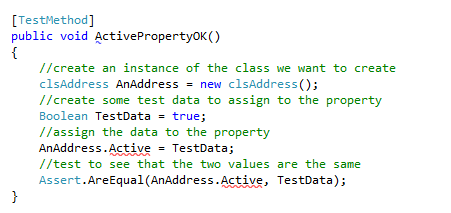 [TestMethod]
public void ActivePropertyOK()
{
//create an instance of the class we want to create
clsAddress AnAddress = new clsAddress();
//create some test data to assign to the property
Boolean TestData = true;
//assign the data to the property
AnAddress.Active = TestData;
//test to see that the two values are the same
Assert.AreEqual(AnAddress.Active, TestData);
}